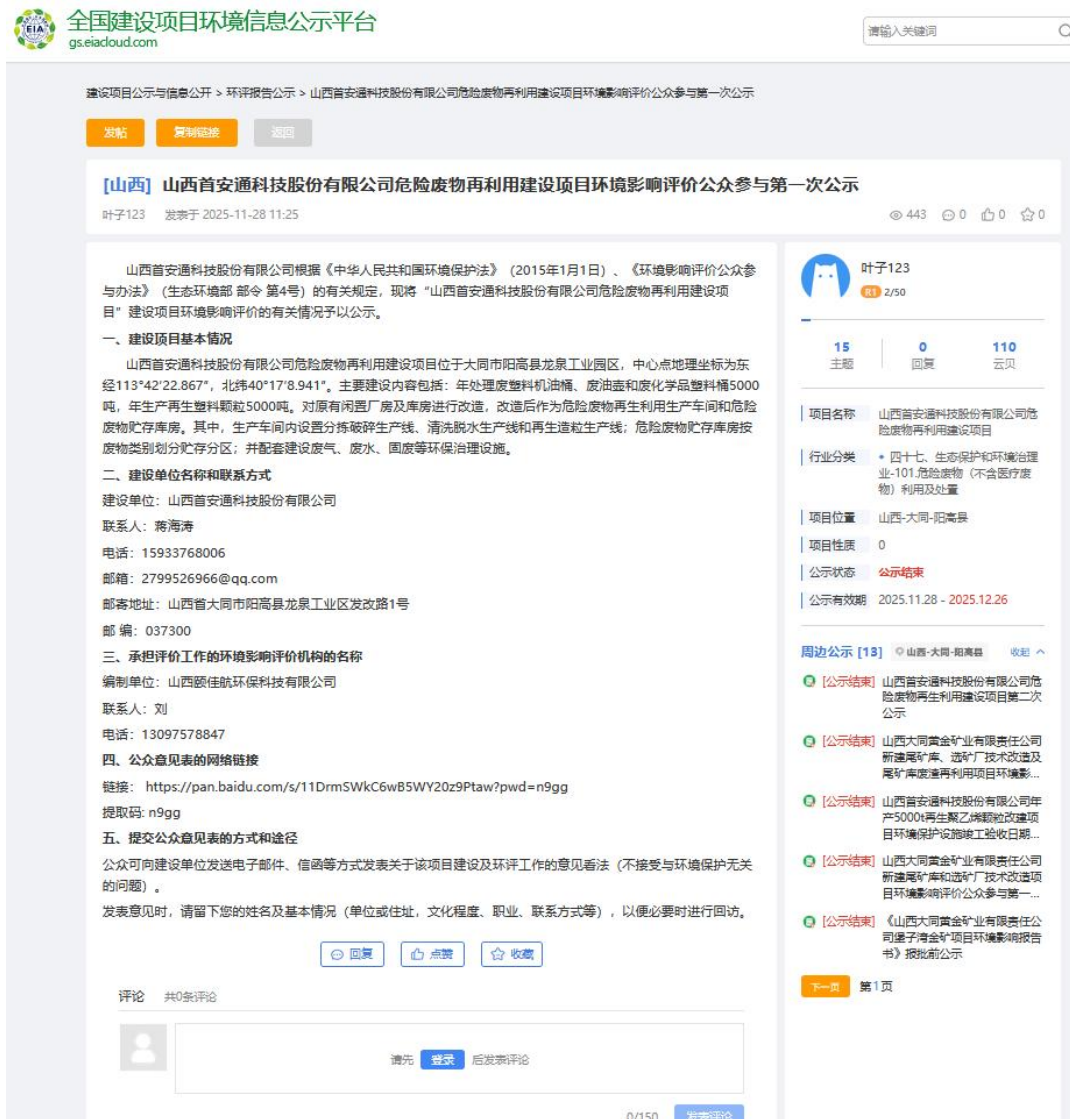 全国建设项目环境信息公示平台
gs.eiacloud.com
请输入关键词
建设项目公示与信息公开 > 环评报告公示 > 山西首安通科技股份有限公司危险废物再利用建设项目环境影响评价公众参与第一次公示
发帖 复制链接 返回
[山西] 山西首安通科技股份有限公司危险废物再利用建设项目环境影响评价公众参与第一次公示
叶子123 发表于 2025-11-28 11:25
443 0 0 0
山西首安通科技股份有限公司根据《中华人民共和国环境保护法》(2015年1月1日)、《环境影响评价公众参
与办法》(生态环境部 部令 第4号)的有关规定,现将“山西首安通科技股份有限公司危险废物再利用建设项
目”建设项目环境影响评价的有关情况予以公示。
一、建设项目基本情况
山西首安通科技股份有限公司危险废物再利用建设项目位于大同市阳高县龙泉工业园区,中心点地理坐标为东
经113°42'22.867",北纬40°17'8.941"。主要建设内容包括:年处理废塑料机油桶、废油壶和废化学品塑料桶5000
吨,年生产再生塑料颗粒5000吨。对原有闲置厂房及库房进行改造,改造后作为危险废物再生利用生产车间和危险
废物贮存库房。其中,生产车间内设置分拣破碎生产线、清洗脱水生产线和再生造粒生产线;危险废物贮存库房按
废物类别划分贮存分区;并配套建设废气、废水、固废等环保治理设施。
二、建设单位名称和联系方式
建设单位:山西首安通科技股份有限公司
联系人:蒋海涛
电话:15933768006
邮箱:2799526966@qq.com
邮寄地址:山西省大同市阳高县龙泉工业区发改路1号
邮 编:037300
三、承担评价工作的环境影响评价机构的名称
编制单位:山西颐佳航环保科技有限公司
联系人:刘
电话:13097578847
四、公众意见表的网络链接
链接: https://pan.baidu.com/s/11DrmSWkC6wB5WY20z9Ptaw?pwd=n9gg
提取码: n9gg
五、提交公众意见表的方式和途径
公众可向建设单位发送电子邮件、信函等方式发表关于该项目建设及环评工作的意见看法(不接受与环境保护无关
的问题)。
发表意见时,请留下您的姓名及基本情况(单位或住址,文化程度、职业、联系方式等),以便必要时进行回访。
回复 点赞 收藏
评论 共0条评论
请先 登录 后发表评论
0/150 发表评论
叶子123
R1 2/50
15 0 110
主题 回复 云贝
项目名称 山西首安通科技股份有限公司危
险废物再利用建设项目
行业分类 • 四十七、生态保护和环境治理
业-101.危险废物(不含医疗废
物)利用及处置
项目位置 山西-大同-阳高县
项目性质 0
公示状态 公示结束
公示有效期 2025.11.28 - 2025.12.26
周边公示 [13] 山西-大同-阳高县 收起
[公示结束] 山西首安通科技股份有限公司危
险废物再生利用建设项目第二次
公示
[公示结束] 山西大同黄金矿业有限责任公司
新建尾矿库、选矿厂技术改造及
尾矿库废渣再利用项目环境影...
[公示结束] 山西首安通科技股份有限公司年
产5000t再生聚乙烯颗粒改建项
目环境保护设施竣工验收日期...
[公示结束] 山西大同黄金矿业有限责任公司
新建尾矿库和选矿厂技术改造项
目环境影响评价公众参与第一...
[公示结束] 《山西大同黄金矿业有限责任公
司堡子湾金矿项目环境影响报告
书》报批前公示
下一页 第1页